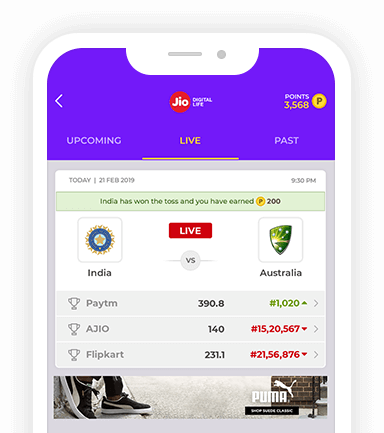 Jio DIGITAL
LIFE
POINTS
3,568 P
UPCOMING LIVE PAST
TODAY | 21 FEB 2019 9:30 PM
India has won the toss and you have earned P 200
LIVE
VS
India Australia
Paytm 390.8 #1,020
AJIO 140 #15,20,567
Flipkart 231.1 #21,56,876
PUMA
SHOP SUEDE CLASSIC